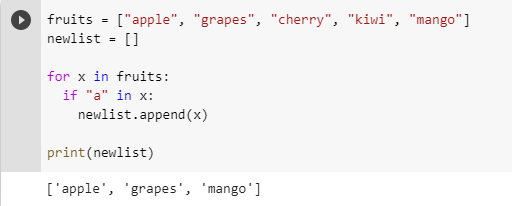 fruits = ["apple", "grapes", "cherry", "kiwi", "mango"]
newlist = []
for x in fruits:
  if "a" in x:
    newlist.append(x)
print(newlist)
['apple', 'grapes', 'mango']